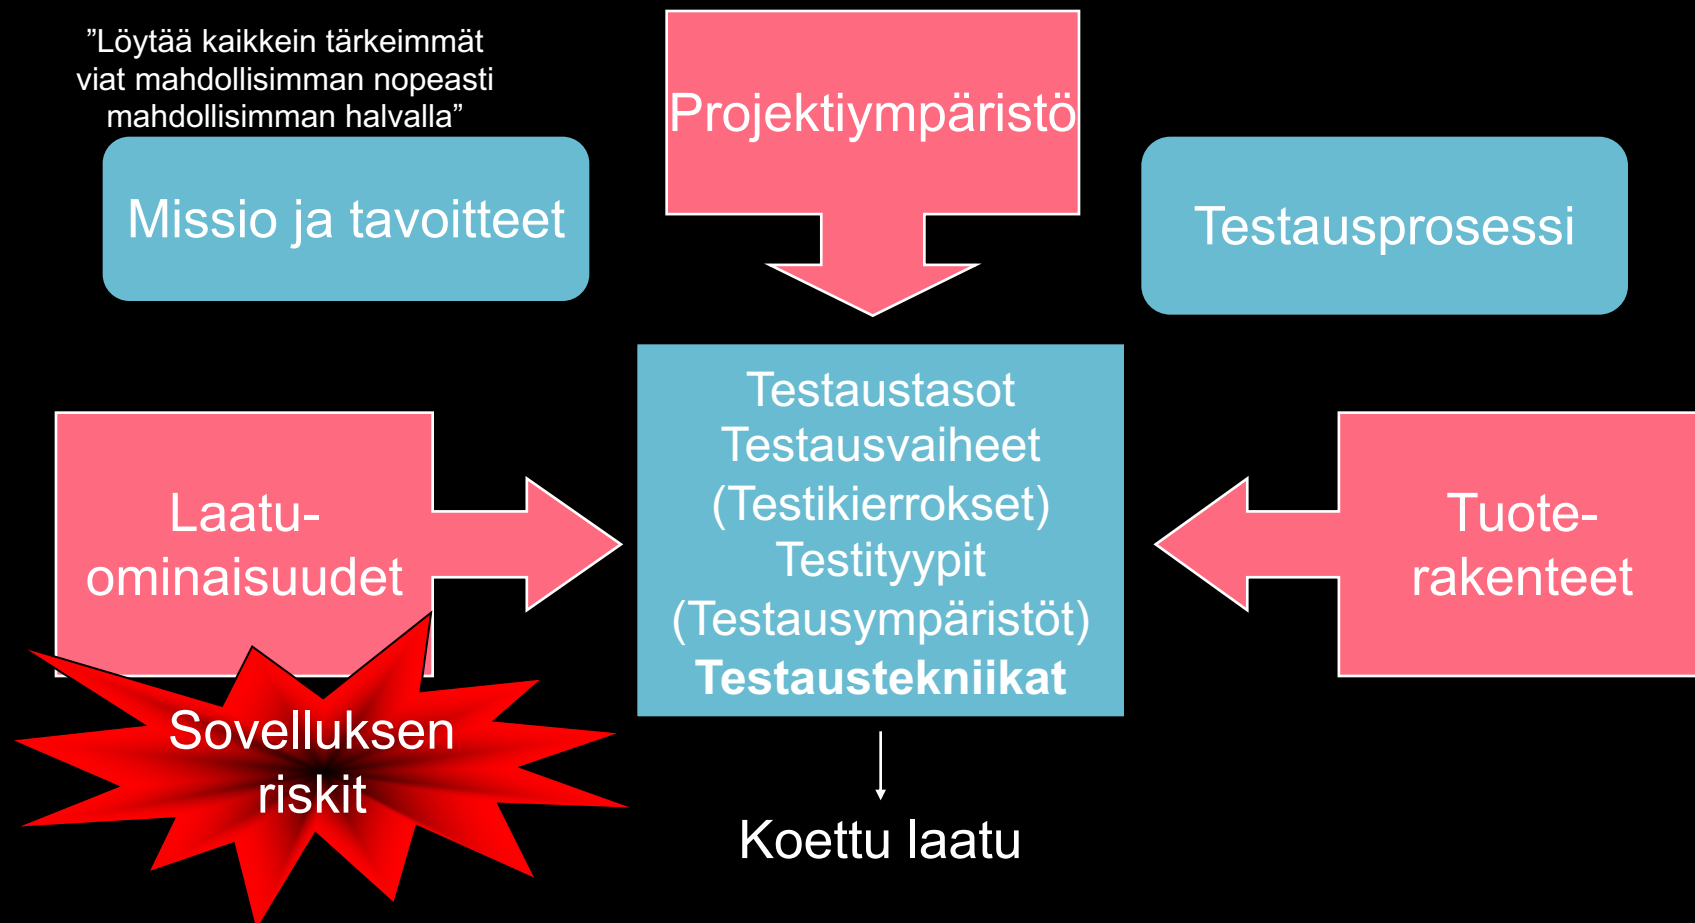 ”Löytää kaikkein tärkeimmät
viat mahdollisimman nopeasti
mahdollisimman halvalla”
Missio ja tavoitteet
Projektiympäristö
Testausprosessi
Laatu-
ominaisuudet
Sovelluksen
riskit
Testaustasot
Testausvaiheet
(Testikierrokset)
Testityypit
(Testausympäristöt)
Testaustekniikat
Tuote-
rakenteet
Koettu laatu